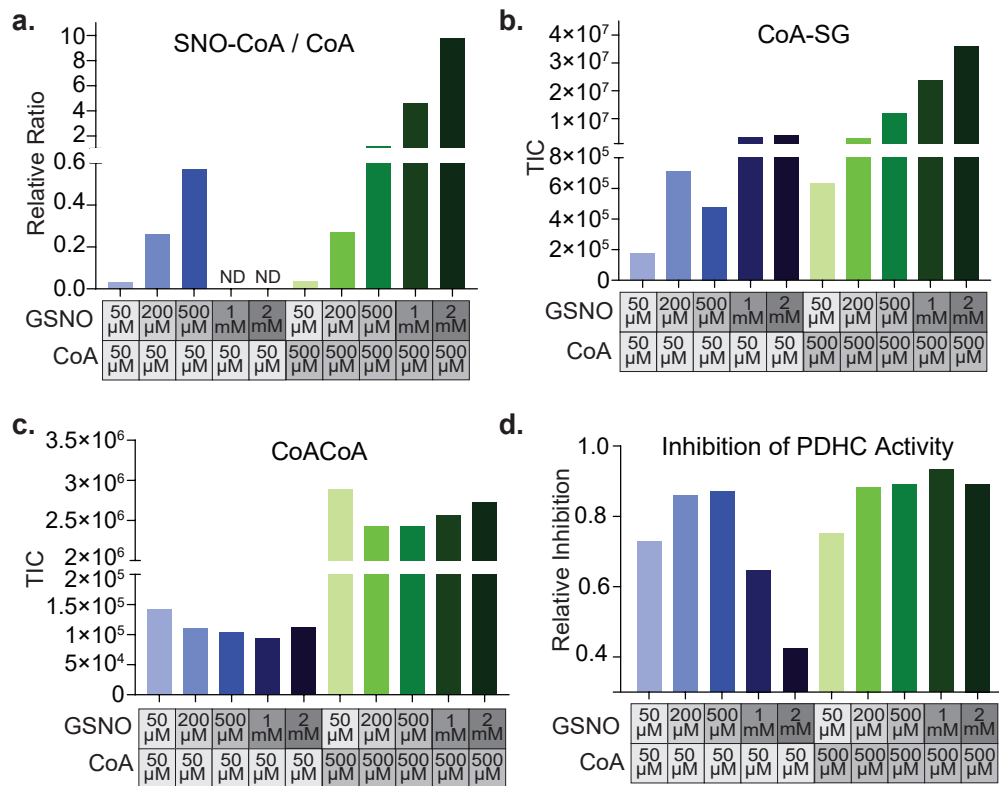 a.
SNO-CoA / CoA
Relative Ratio
10
8
6
4
2
0.6
0.4
0.2
0.0
ND ND
GSNO 50 µM 200 µM 500 µM 1 mM 2 mM 50 µM 200 µM 500 µM 1 mM 2 mM
CoA 50 µM 50 µM 50 µM 50 µM 50 µM 500 µM 500 µM 500 µM 500 µM 500 µM
b.
CoA-SG
TIC
4×10⁷
3×10⁷
2×10⁷
1×10⁷
8×10⁵
6×10⁵
4×10⁵
2×10⁵
0
GSNO 50 µM 200 µM 500 µM 1 mM 2 mM 50 µM 200 µM 500 µM 1 mM 2 mM
CoA 50 µM 50 µM 50 µM 50 µM 50 µM 500 µM 500 µM 500 µM 500 µM 500 µM
c.
CoACoA
TIC
3.5×10⁶
3×10⁶
2.5×10⁶
2×10⁶
2×10⁵
1.5×10⁵
1×10⁵
5×10⁴
0
GSNO 50 µM 200 µM 500 µM 1 mM 2 mM 50 µM 200 µM 500 µM 1 mM 2 mM
CoA 50 µM 50 µM 50 µM 50 µM 50 µM 500 µM 500 µM 500 µM 500 µM 500 µM
d.
Inhibition of PDHC Activity
Relative Inhibition
1.0
0.8
0.6
0.4
GSNO 50 µM 200 µM 500 µM 1 mM 2 mM 50 µM 200 µM 500 µM 1 mM 2 mM
CoA 50 µM 50 µM 50 µM 50 µM 50 µM 500 µM 500 µM 500 µM 500 µM 500 µM